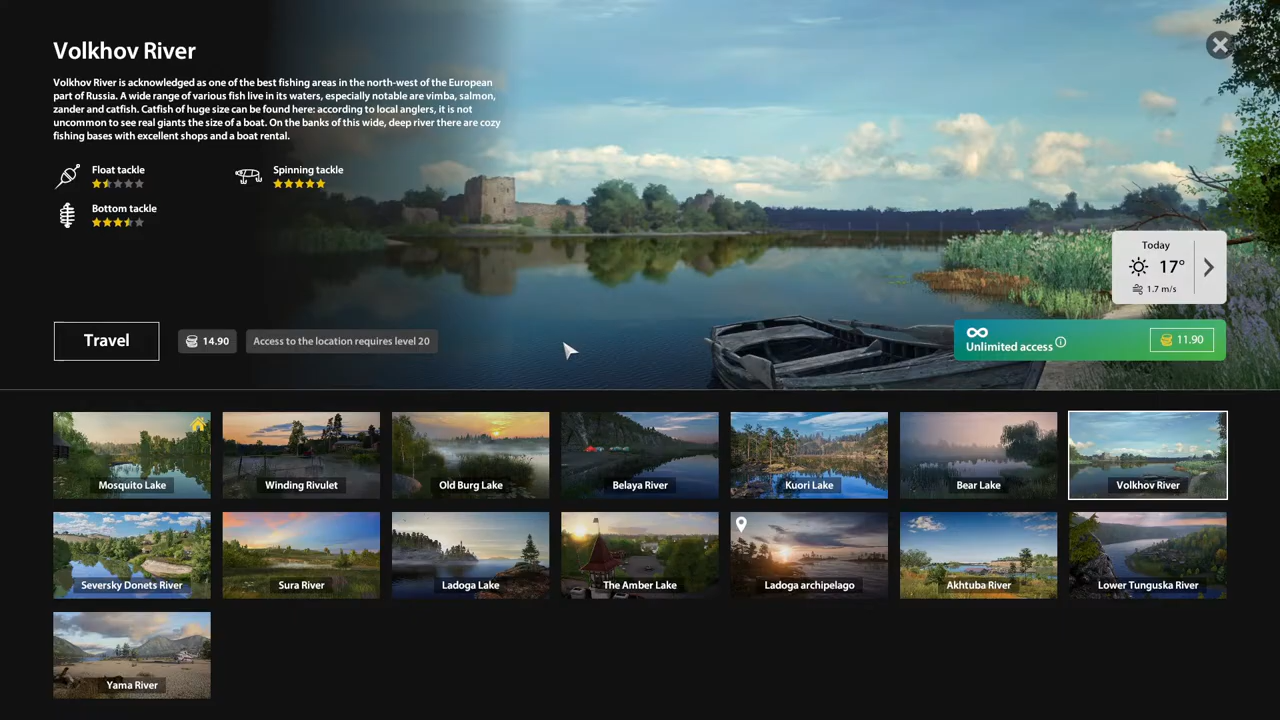 Volkhov River
Volkhov River is acknowledged as one of the best fishing areas in the north-west of the European
part of Russia. A wide range of various fish live in its waters, especially notable are vimba, salmon,
zander and catfish. Catfish of huge size can be found here: according to local anglers, it is not
uncommon to see real giants the size of a boat. On the banks of this wide, deep river there are cozy
fishing bases with excellent shops and a boat rental.
Float tackle
Spinning tackle
Bottom tackle
Today
17°
1.7 m/s
Travel
14.90
Access to the location requires level 20
Unlimited access
11.90
Mosquito Lake
Winding Rivulet
Old Burg Lake
Belaya River
Kuori Lake
Bear Lake
Volkhov River
Seversky Donets River
Sura River
Ladoga Lake
The Amber Lake
Ladoga archipelago
Akhtuba River
Lower Tunguska River
Yama River